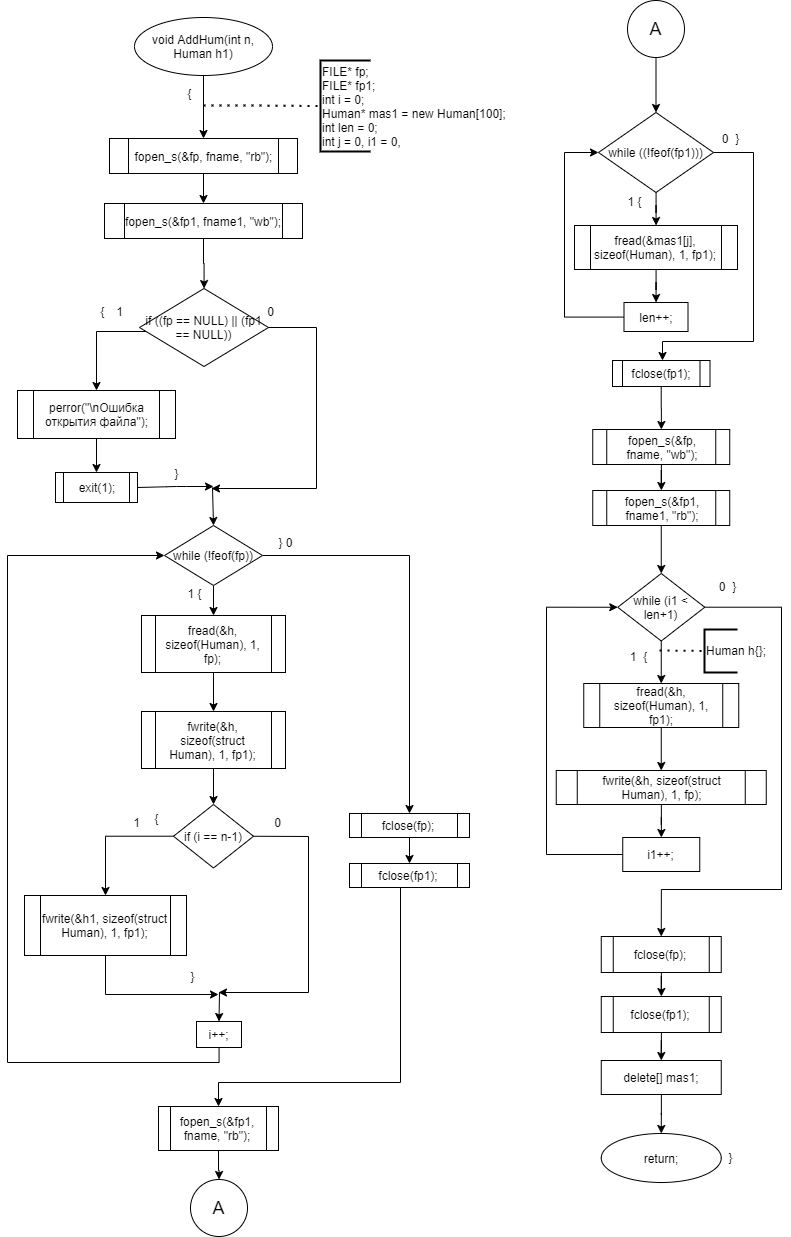 void AddHum(int n,
Human h1)
{
FILE* fp;
FILE* fp1;
int i = 0;
Human* mas1 = new Human[100];
int len = 0;
int j = 0, i1 = 0,
fopen_s(&fp, fname, "rb");
fopen_s(&fp1, fname1, "wb");
{ 1
if ((fp == NULL) || (fp1
== NULL))
0
perror("\nОшибка
открытия файла");
exit(1);
}
while (!feof(fp))
} 0
1 {
fread(&h,
sizeof(Human), 1,
fp);
fwrite(&h,
sizeof(struct
Human), 1, fp1);
1 {
if (i == n-1)
0
fwrite(&h1, sizeof(struct
Human), 1, fp1);
}
i++;
fclose(fp);
fclose(fp1);
fopen_s(&fp1,
fname, "rb");
A
A
while ((!feof(fp1)))
0 }
1 {
fread(&mas1[j],
sizeof(Human), 1, fp1);
len++;
fclose(fp1);
fopen_s(&fp,
fname, "wb");
fopen_s(&fp1,
fname1, "rb");
while (i1 <
len+1)
0 }
1 {
Human h{};
fread(&h,
sizeof(Human), 1,
fp1);
fwrite(&h, sizeof(struct
Human), 1, fp);
i1++;
fclose(fp);
fclose(fp1);
delete[] mas1;
return;
}